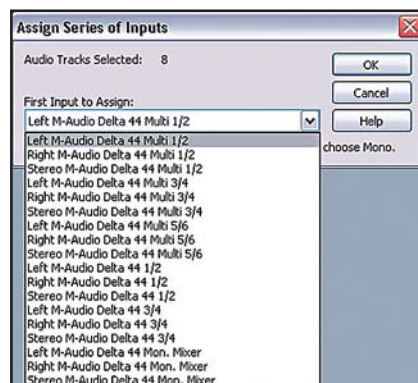 Assign Series of Inputs
Audio Tracks Selected: 8
OK
Cancel
First Input to Assign:
Left M-Audio Delta 44 Multi 1/2
Help
choose Mono.
Left M-Audio Delta 44 Multi 1/2
Right M-Audio Delta 44 Multi 1/2
Stereo M-Audio Delta 44 Multi 1/2
Left M-Audio Delta 44 Multi 3/4
Right M-Audio Delta 44 Multi 3/4
Stereo M-Audio Delta 44 Multi 3/4
Left M-Audio Delta 44 Multi 5/6
Right M-Audio Delta 44 Multi 5/6
Stereo M-Audio Delta 44 Multi 5/6
Left M-Audio Delta 44 1/2
Right M-Audio Delta 44 1/2
Stereo M-Audio Delta 44 1/2
Left M-Audio Delta 44 3/4
Right M-Audio Delta 44 3/4
Stereo M-Audio Delta 44 3/4
Left M-Audio Delta 44 Mon. Mixer
Right M-Audio Delta 44 Mon. Mixer
Stereo M-Audio Delta 44 Mon. Mixer